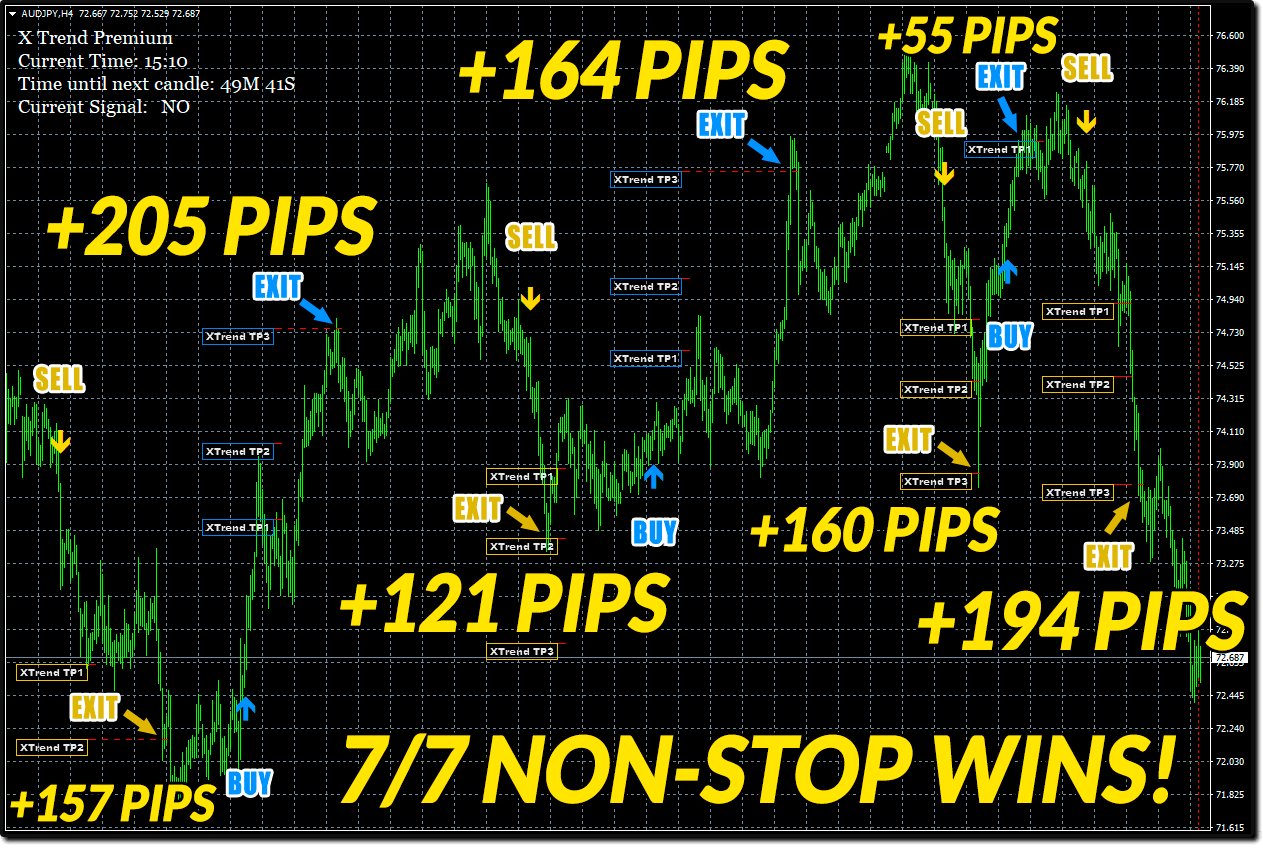 AUDJPY,H4 72.667 72.752 72.529 72.687
X Trend Premium
Current Time: 15:10
Time until next candle: 49M 41S
Current Signal: NO
+205 PIPS
+164 PIPS
+55 PIPS
EXIT
SELL
EXIT
SELL
XTrend TP1
XTrend TP3
SELL
EXIT
XTrend TP2
XTrend TP3
XTrend TP1
XTrend TP1
BUY
XTrend TP1
SELL
XTrend TP2
XTrend TP2
XTrend TP2
EXIT
XTrend TP1
XTrend TP3
XTrend TP3
EXIT
XTrend TP1
BUY
+160 PIPS
XTrend TP2
EXIT
+121 PIPS
+194 PIPS
XTrend TP3
XTrend TP1
EXIT
XTrend TP2
BUY
+157 PIPS
7/7 NON-STOP WINS!
76.600
76.390
76.185
75.975
75.770
75.560
75.355
75.145
74.940
74.730
74.525
74.315
74.110
73.900
73.690
73.485
73.275
72.687
72.445
72.240
72.030
71.825
71.615